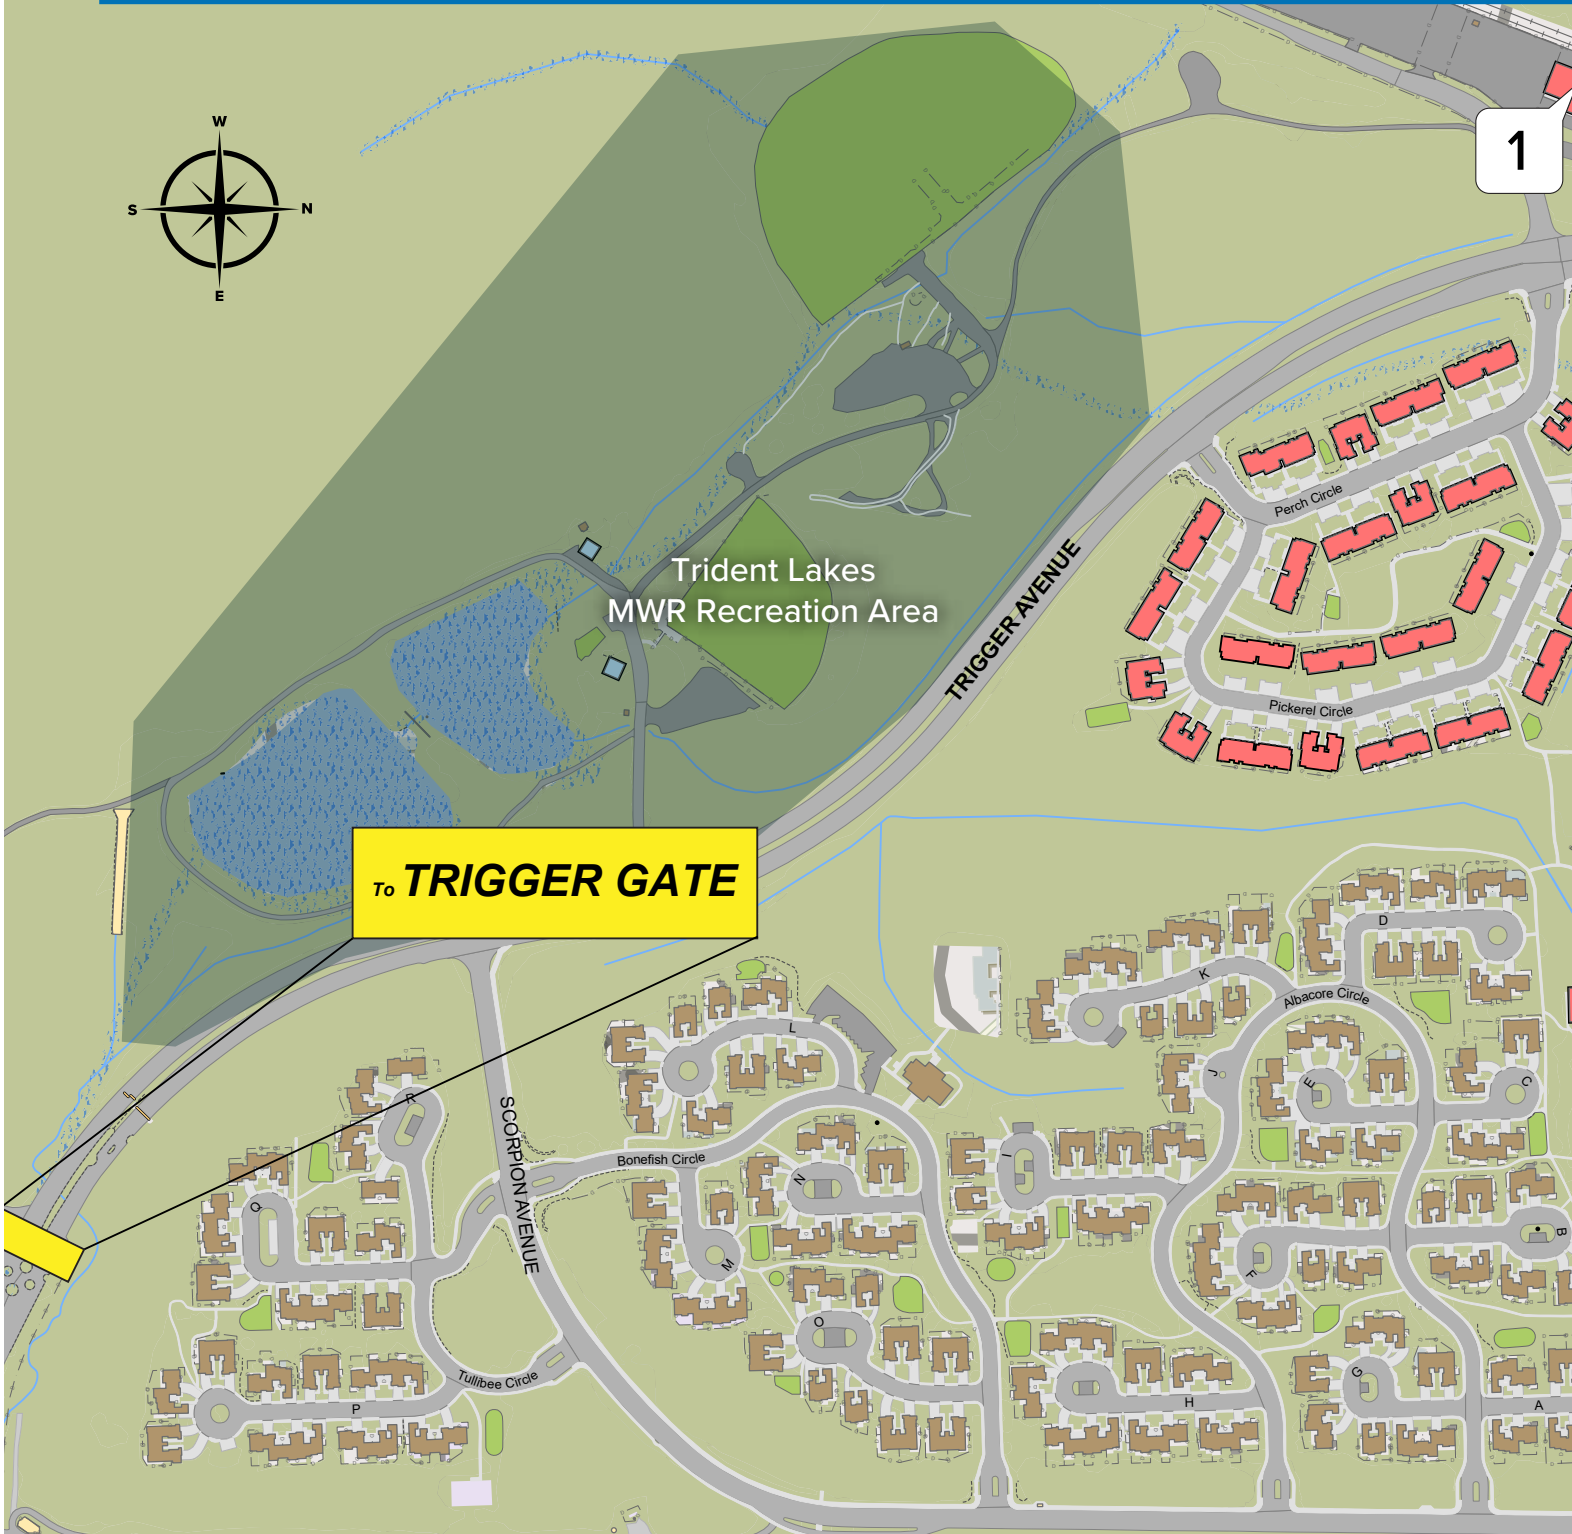 W
S
N
E
1
Perch Circle
Trident Lakes
MWR Recreation Area
TRIGGER AVENUE
Pickerel Circle
To TRIGGER GATE
D
K
Albacore Circle
L
J
E
C
R
SCORPION AVENUE
Bonefish Circle
I
N
Q
M
B
F
O
Tullibee Circle
G
P
H
A